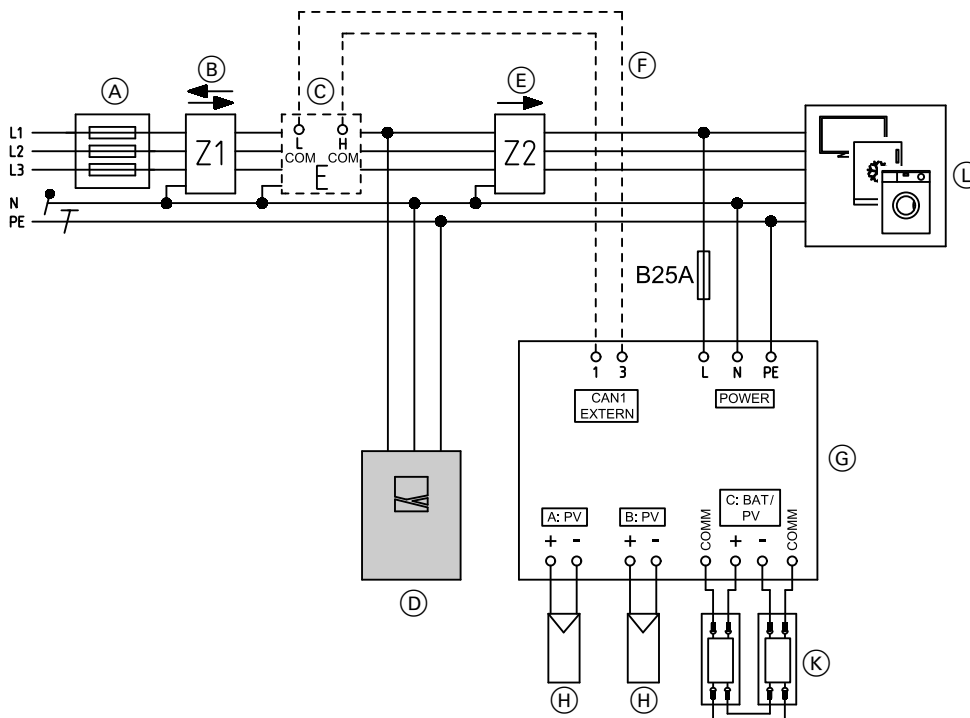 A
B
C
F
E
L1
L2
L3
N
PE
Z1
L
H
COM
COM
E
Z2
L
B25A
1
3
L
N
PE
CAN1
EXTERN
POWER
G
A: PV
B: PV
COMM
C: BAT/
PV
COMM
+
-
+
-
+
-
D
H
H
K